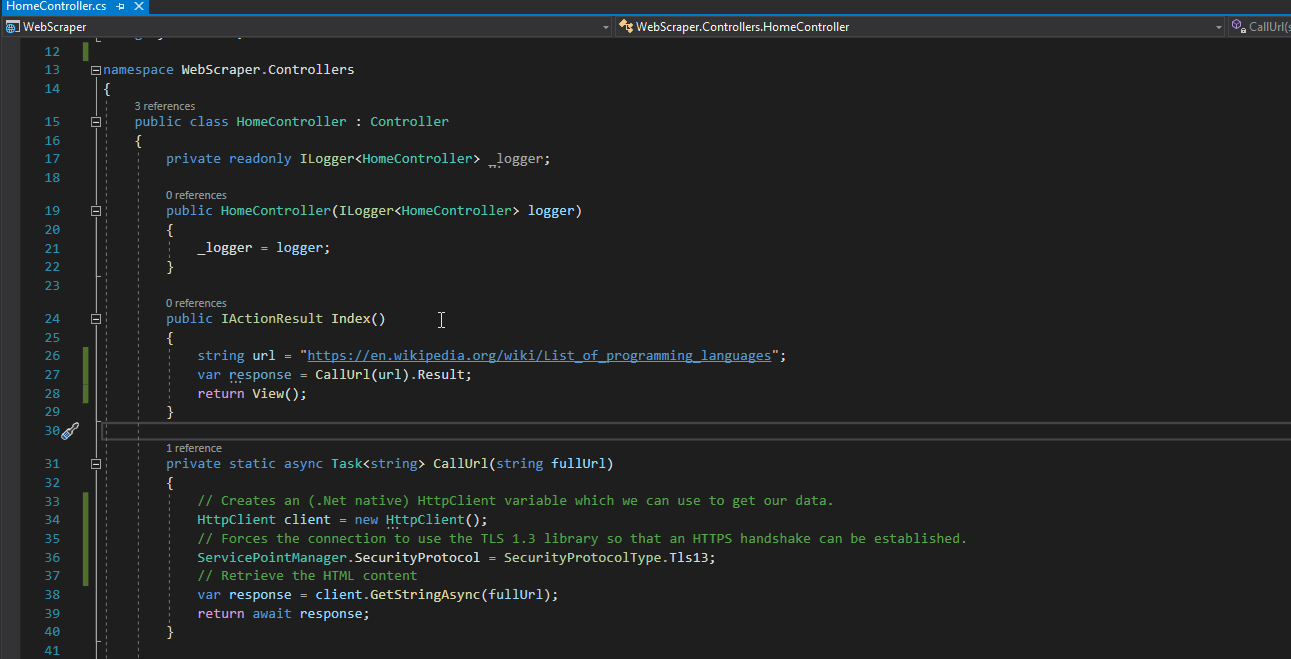 HomeController.cs
WebScraper WebScraper.Controllers.HomeController CallUrl(s
12
13 namespace WebScraper.Controllers
14 {
3 references
15 public class HomeController : Controller
16 {
17 private readonly ILogger<HomeController> _logger;
18
0 references
19 public HomeController(ILogger<HomeController> logger)
20 {
21 _logger = logger;
22 }
23
0 references
24 public IActionResult Index()
25 {
26 string url = "https://en.wikipedia.org/wiki/List_of_programming_languages";
27 var response = CallUrl(url).Result;
28 return View();
29 }
30
1 reference
31 private static async Task<string> CallUrl(string fullUrl)
32 {
33 // Creates an (.Net native) HttpClient variable which we can use to get our data.
34 HttpClient client = new HttpClient();
35 // Forces the connection to use the TLS 1.3 library so that an HTTPS handshake can be established.
36 ServicePointManager.SecurityProtocol = SecurityProtocolType.Tls13;
37 // Retrieve the HTML content
38 var response = client.GetStringAsync(fullUrl);
39 return await response;
40 }
41